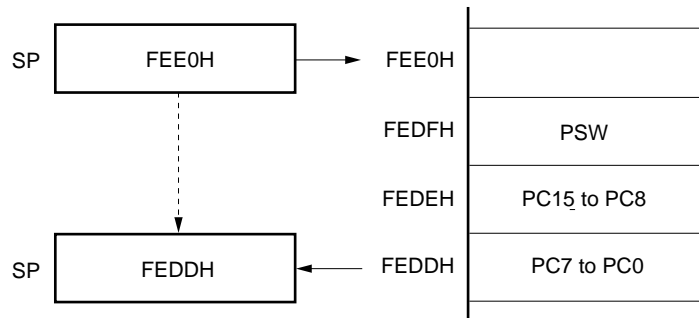 SP FEE0H FEE0H
FEDFH PSW
FEDEH PC15 to PC8
SP FEDDH FEDDH PC7 to PC0